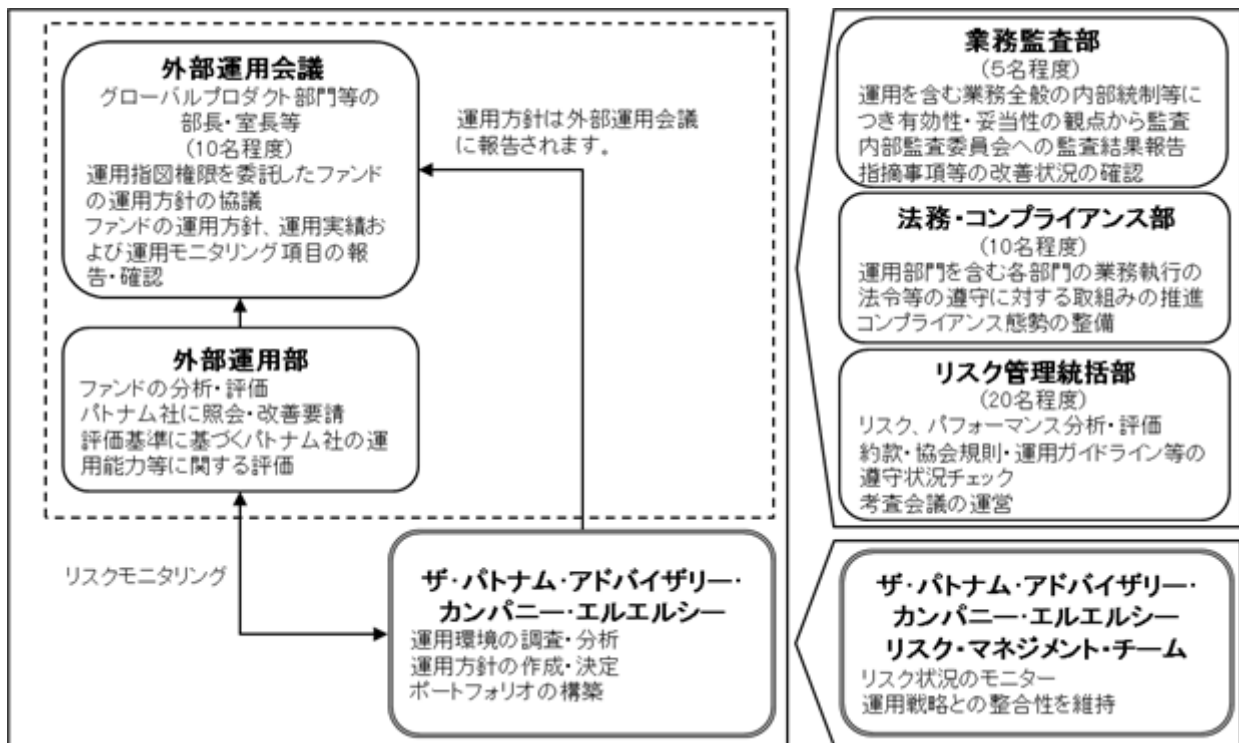 外部運用会議
グローバルプロダクト部門等の
部長・室長等
(10名程度)
運用指図権限を委託したファンド
の運用方針の協議
ファンドの運用方針、運用実績お
よび運用モニタリング項目の報
告・確認
運用方針は外部運用会議
に報告されます。
外部運用部
ファンドの分析・評価
パトナム社に照会・改善要請
評価基準に基づくパトナム社の運
用能力等に関する評価
リスクモニタリング
ザ・パトナム・アドバイザリー・
カンパニー・エルエルシー
運用環境の調査・分析
運用方針の作成・決定
ポートフォリオの構築
業務監査部
(5名程度)
運用を含む業務全般の内部統制等に
つき有効性・妥当性の観点から監査
内部監査委員会への監査結果報告
指摘事項等の改善状況の確認
法務・コンプライアンス部
(10名程度)
運用部門を含む各部門の業務執行の
法令等の遵守に対する取組みの推進
コンプライアンス態勢の整備
リスク管理統括部
(20名程度)
リスク、パフォーマンス分析・評価
約款・協会規則・運用ガイドライン等の
遵守状況チェック
考査会議の運営
ザ・パトナム・アドバイザリー・
カンパニー・エルエルシー
リスク・マネジメント・チーム
リスク状況のモニター
運用戦略との整合性を維持